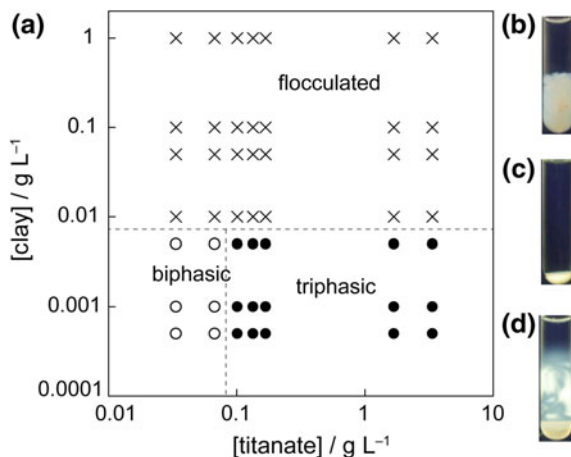 (a)
(b)
(c)
(d)
[clay] / g L⁻¹
1
0.1
0.01
0.001
0.0001
flocculated
biphasic
triphasic
0.01
0.1
1
10
[titanate] / g L⁻¹